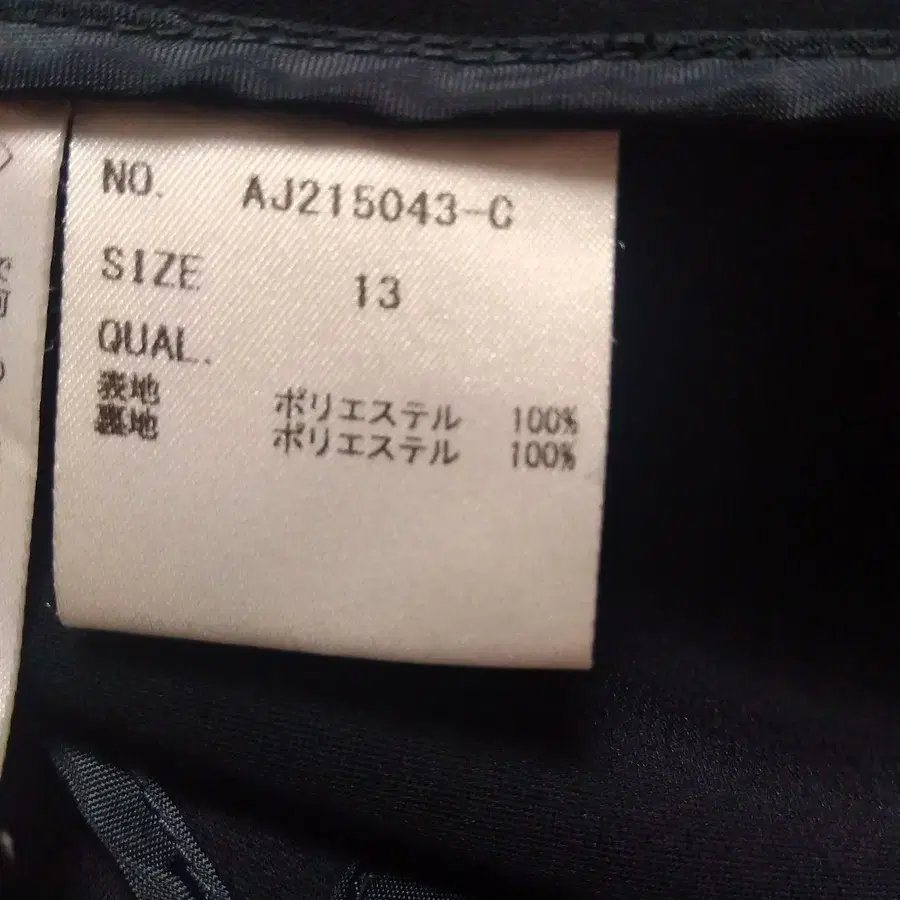 NO. AJ215043-C
SIZE 13
QUAL.
表地 ポリエステル 100%
裏地 ポリエステル 100%
で